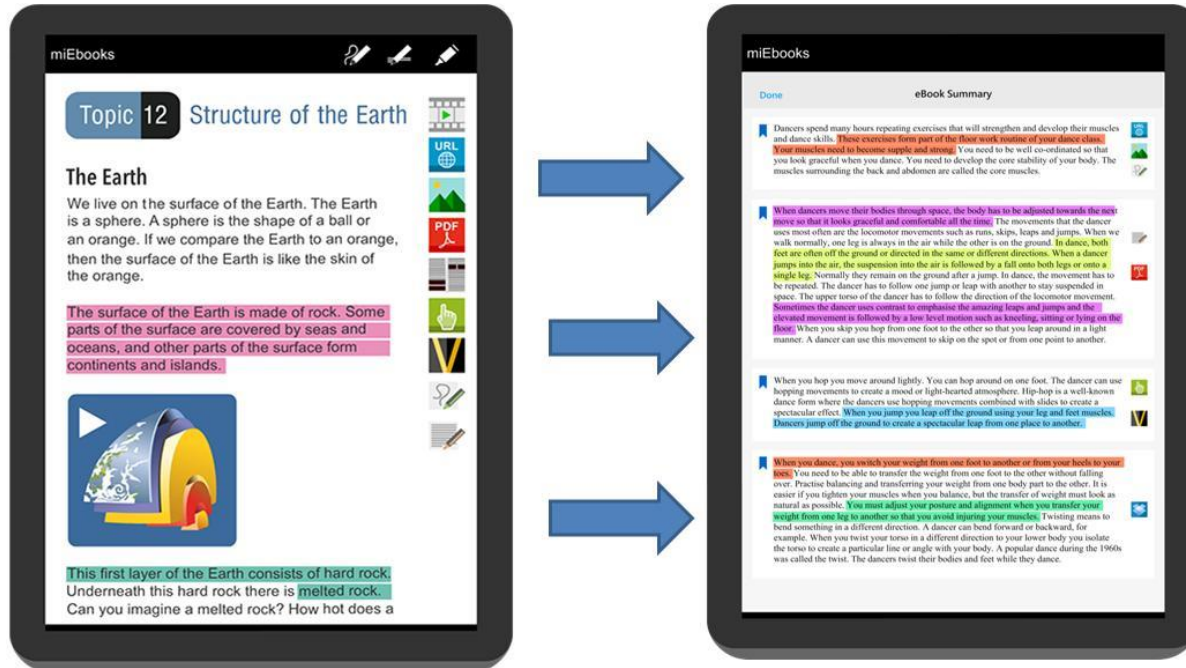 miEbooks
Topic 12 Structure of the Earth
The Earth
We live on the surface of the Earth. The Earth
is a sphere. A sphere is the shape of a ball or
an orange. If we compare the Earth to an orange,
then the surface of the Earth is like the skin of
the orange.
The surface of the Earth is made of rock. Some
parts of the surface are covered by seas and
oceans, and other parts of the surface form
continents and islands.
This first layer of the Earth consists of hard rock.
Underneath this hard rock there is melted rock.
Can you imagine a melted rock? How hot does a
URL
PDF
miEbooks
Done eBook Summary
Dancers spend many hours repeating exercises that will strengthen and develop their muscles
and dance skills. These exercises form part of the floor work routine of your dance class.
Your muscles need to become supple and strong. You need to be well co-ordinated so that
you look graceful when you dance. You need to develop the core stability of your body. The
muscles surrounding the back and abdomen are called the core muscles.
URL
When dancers move their bodies through space, the body has to be adjusted towards the next
move so that it looks graceful and comfortable all the time. The movements that the dancer
uses most often are the locomotor movements such as runs, skips, leaps and jumps. When we
walk normally, one leg is always in the air while the other is on the ground. In dance, both
feet are often off the ground or directed in the same or different directions. When a dancer
jumps into the air, the suspension into the air is followed by a fall onto both legs or onto a
single leg. Normally they remain on the ground after a jump. In dance, the movement has to
be repeated. The dancer has to follow one jump or leap with another to stay suspended in
space. The upper torso of the dancer has to follow the direction of the locomotor movement.
Sometimes the dancer uses contrast to emphasise the amazing leaps and jumps and the
elevated movement is followed by a low level motion such as kneeling, sitting or lying on the
floor. When you skip you hop from one foot to the other so that you leap around in a light
manner. A dancer can use this movement to skip on the spot or from one point to another.
PDF
When you hop you move around lightly. You can hop around on one foot. The dancer can use
hopping movements to create a mood or light-hearted atmosphere. Hip-hop is a well-known
dance form where the dancers use hopping movements combined with slides to create a
spectacular effect. When you jump you leap off the ground using your leg and feet muscles.
Dancers jump off the ground to create a spectacular leap from one place to another.
When you dance, you switch your weight from one foot to another or from your heels to your
toes. You need to be able to transfer the weight from one foot to the other without falling
over. Practise balancing and transferring your weight from one body part to the other. It is
easier if you tighten your muscles when you balance, but the transfer of weight must look as
natural as possible. You must adjust your posture and alignment when you transfer your
weight from one leg to another so that you avoid injuring your muscles. Twisting means to
bend something in a different direction. A dancer can bend forward or backward, for
example. When you twist your torso in a different direction to your lower body you isolate
the torso to create a particular line or angle with your body. A popular dance during the 1960s
was called the twist. The dancers twist their bodies and feet while they dance.